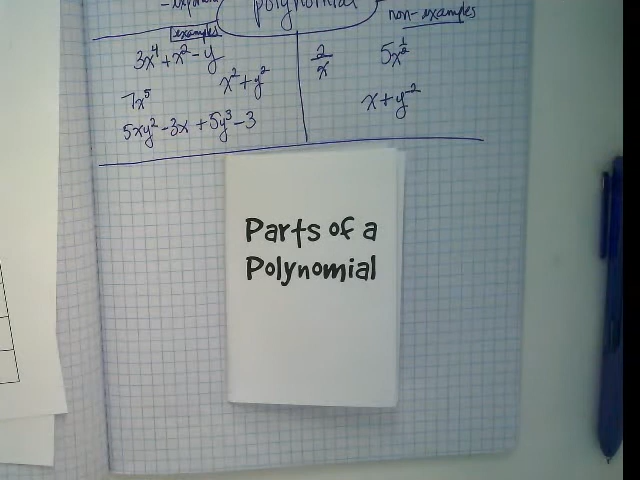 polynomial
examples
non-examples
3x⁴ + x² - y
x² + y²
7x⁵
5xy² - 3x + 5y³ - 3
2/x
5x^(1/2)
x + y⁻²
Parts of a
Polynomial